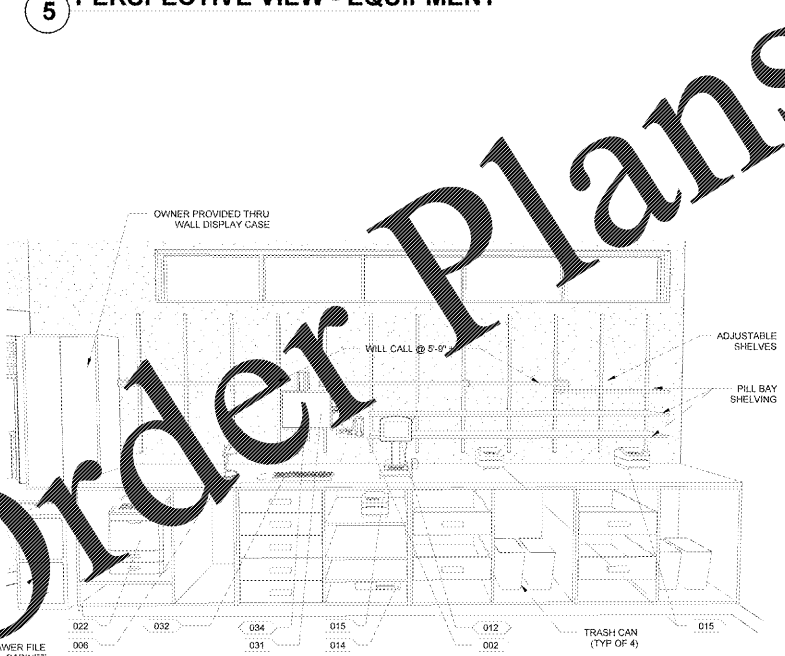 5
PERSPECTIVE VIEW - EQUIPMENT
OWNER PROVIDED THRU
WALL DISPLAY CASE
WILL CALL @ 5'-9"
ADJUSTABLE
SHELVES
PILL BAY
SHELVING
Order Plans
022
032
034
015
012
015
006
031
014
002
TRASH CAN
(TYP OF 4)
FILE